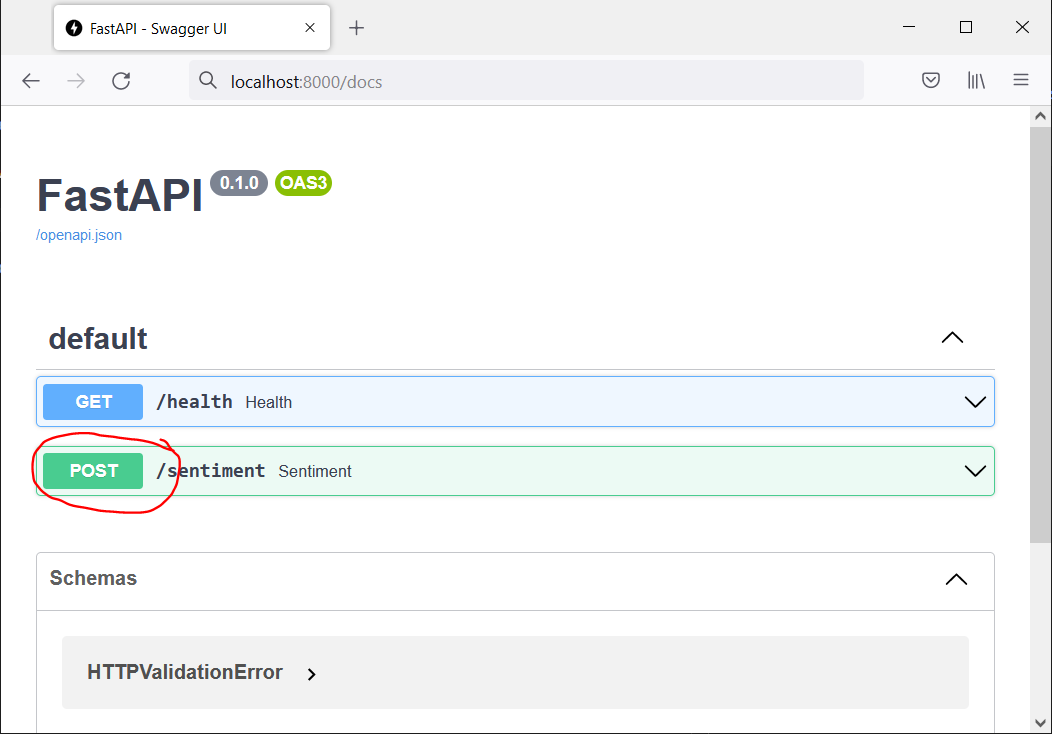 FastAPI - Swagger UI
localhost:8000/docs
FastAPI 0.1.0 OAS3
/openapi.json
default
GET /health Health
POST /sentiment Sentiment
Schemas
HTTPValidationError